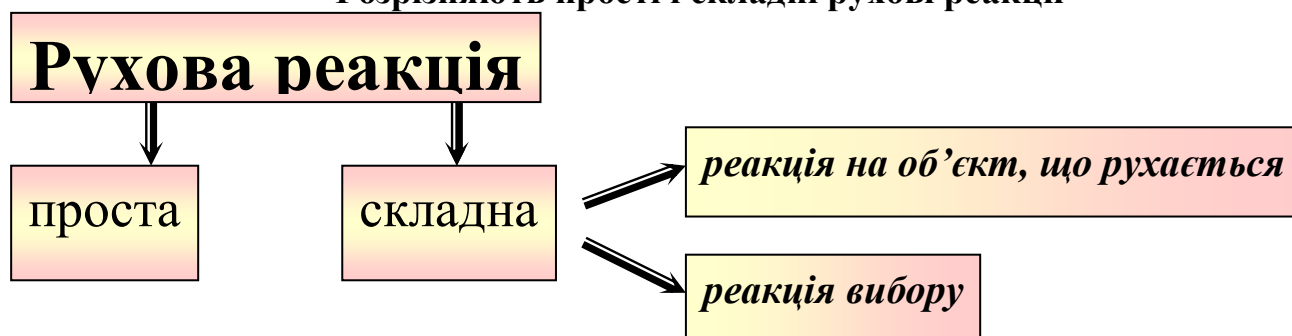 Розрізняють прості і складні рухові реакції
Рухова реакція
проста
складна
реакція на об’єкт, що рухається
реакція вибору